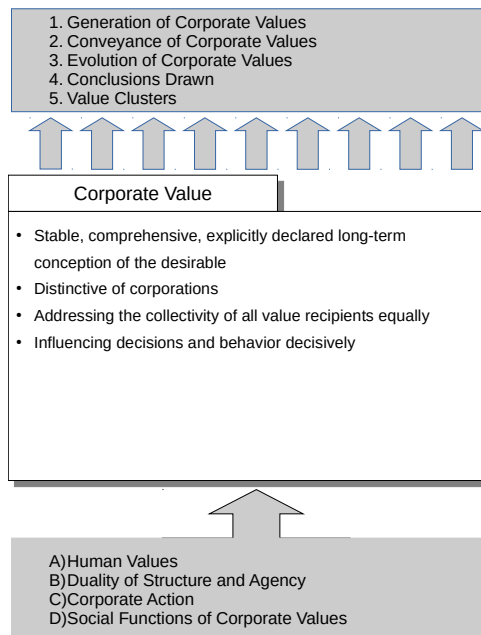 1. Generation of Corporate Values
2. Conveyance of Corporate Values
3. Evolution of Corporate Values
4. Conclusions Drawn
5. Value Clusters
Corporate Value
• Stable, comprehensive, explicitly declared long-term
conception of the desirable
• Distinctive of corporations
• Addressing the collectivity of all value recipients equally
• Influencing decisions and behavior decisively
A)Human Values
B)Duality of Structure and Agency
C)Corporate Action
D)Social Functions of Corporate Values